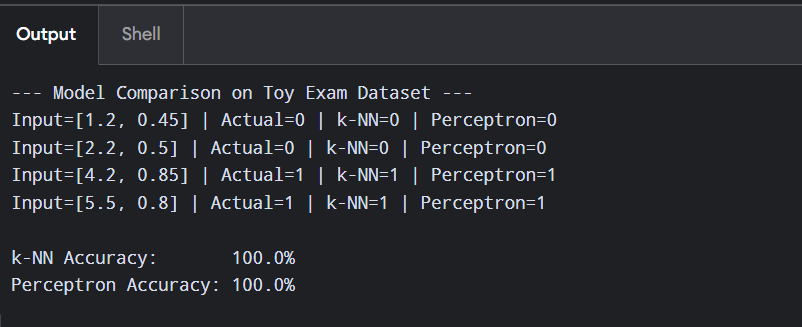 Output Shell
--- Model Comparison on Toy Exam Dataset ---
Input=[1.2, 0.45] | Actual=0 | k-NN=0 | Perceptron=0
Input=[2.2, 0.5] | Actual=0 | k-NN=0 | Perceptron=0
Input=[4.2, 0.85] | Actual=1 | k-NN=1 | Perceptron=1
Input=[5.5, 0.8] | Actual=1 | k-NN=1 | Perceptron=1
k-NN Accuracy: 100.0%
Perceptron Accuracy: 100.0%